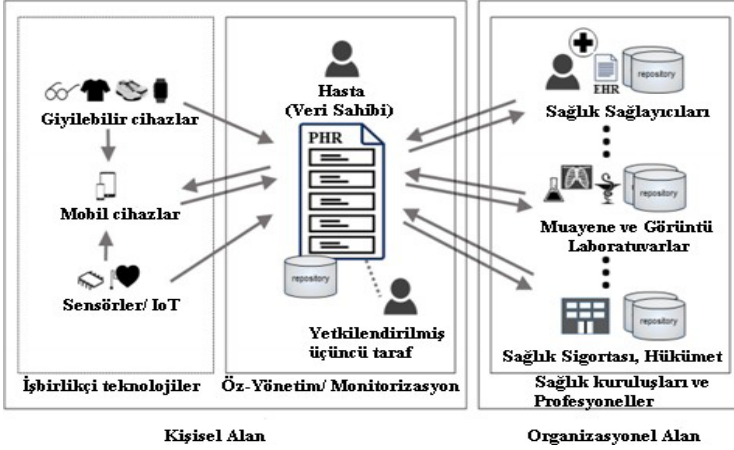 Giyilebilir cihazlar
Mobil cihazlar
Sensörler/ IoT
İşbirlikçi teknolojiler
Hasta
(Veri Sahibi)
PHR
repository
Yetkilendirilmiş
üçüncü taraf
Öz-Yönetim/ Monitorizasyon
Kişisel Alan
EHR
repository
Sağlık Sağlayıcıları
repository
Muayene ve Görüntü
Laboratuvarlar
repository
Sağlık Sigortası, Hükümet
Sağlık kuruluşları ve
Profesyoneller
Organizasyonel Alan